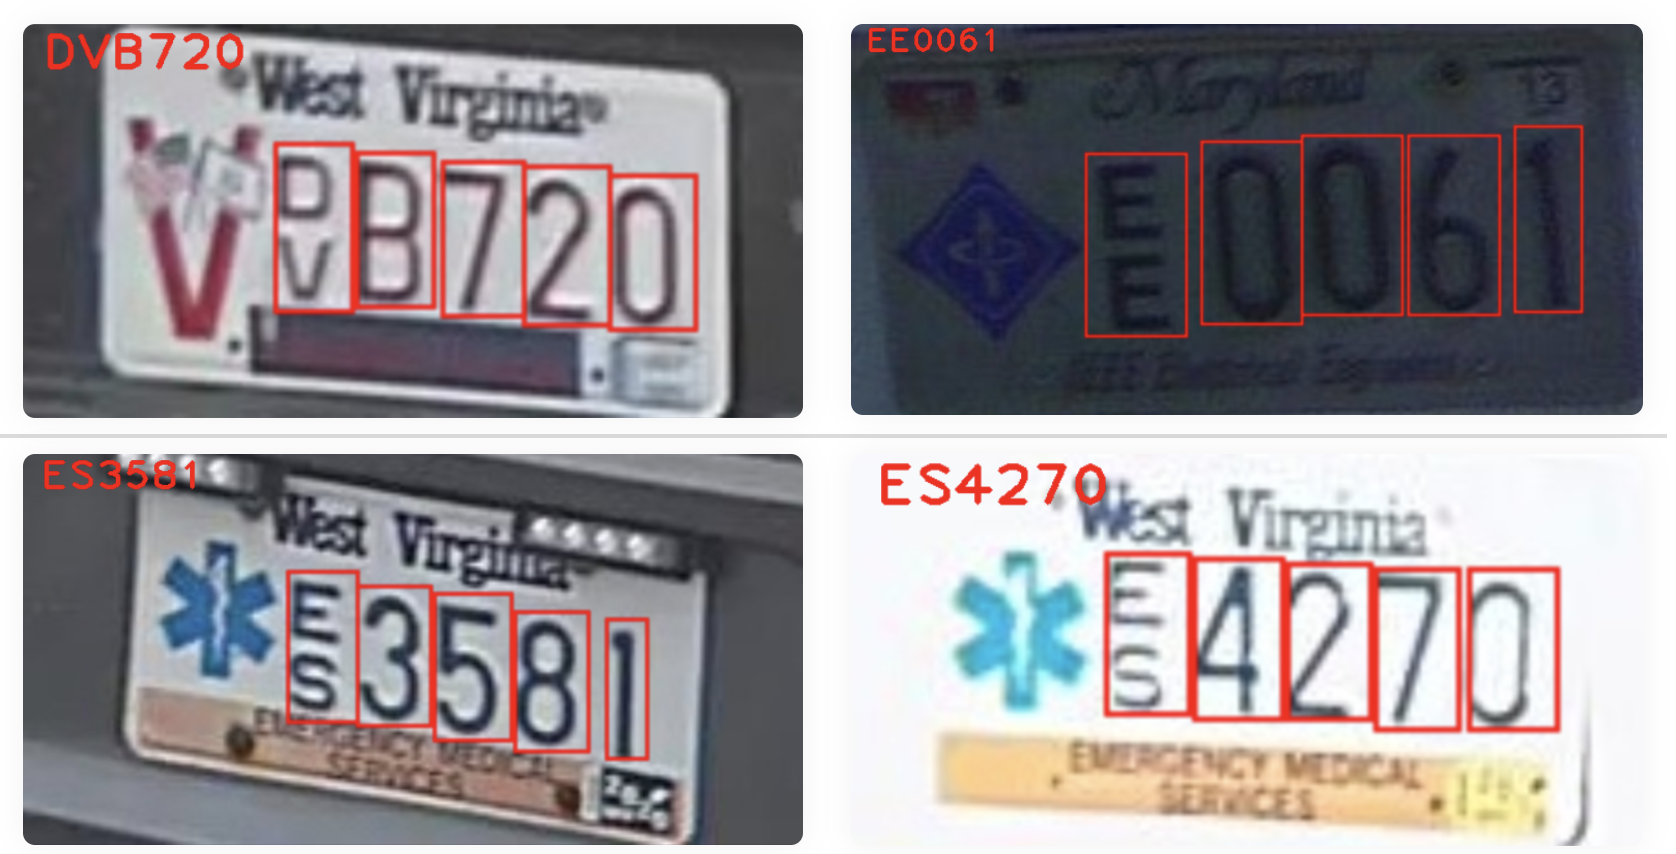 DVB720
West Virginia
V
DV B720
EE0061
Maryland
13
EE 0061
ES3581
West Virginia
ES 3581
EMERGENCY MEDICAL
SERVICES
ES4270
West Virginia
ES 4270
EMERGENCY MEDICAL
SERVICES